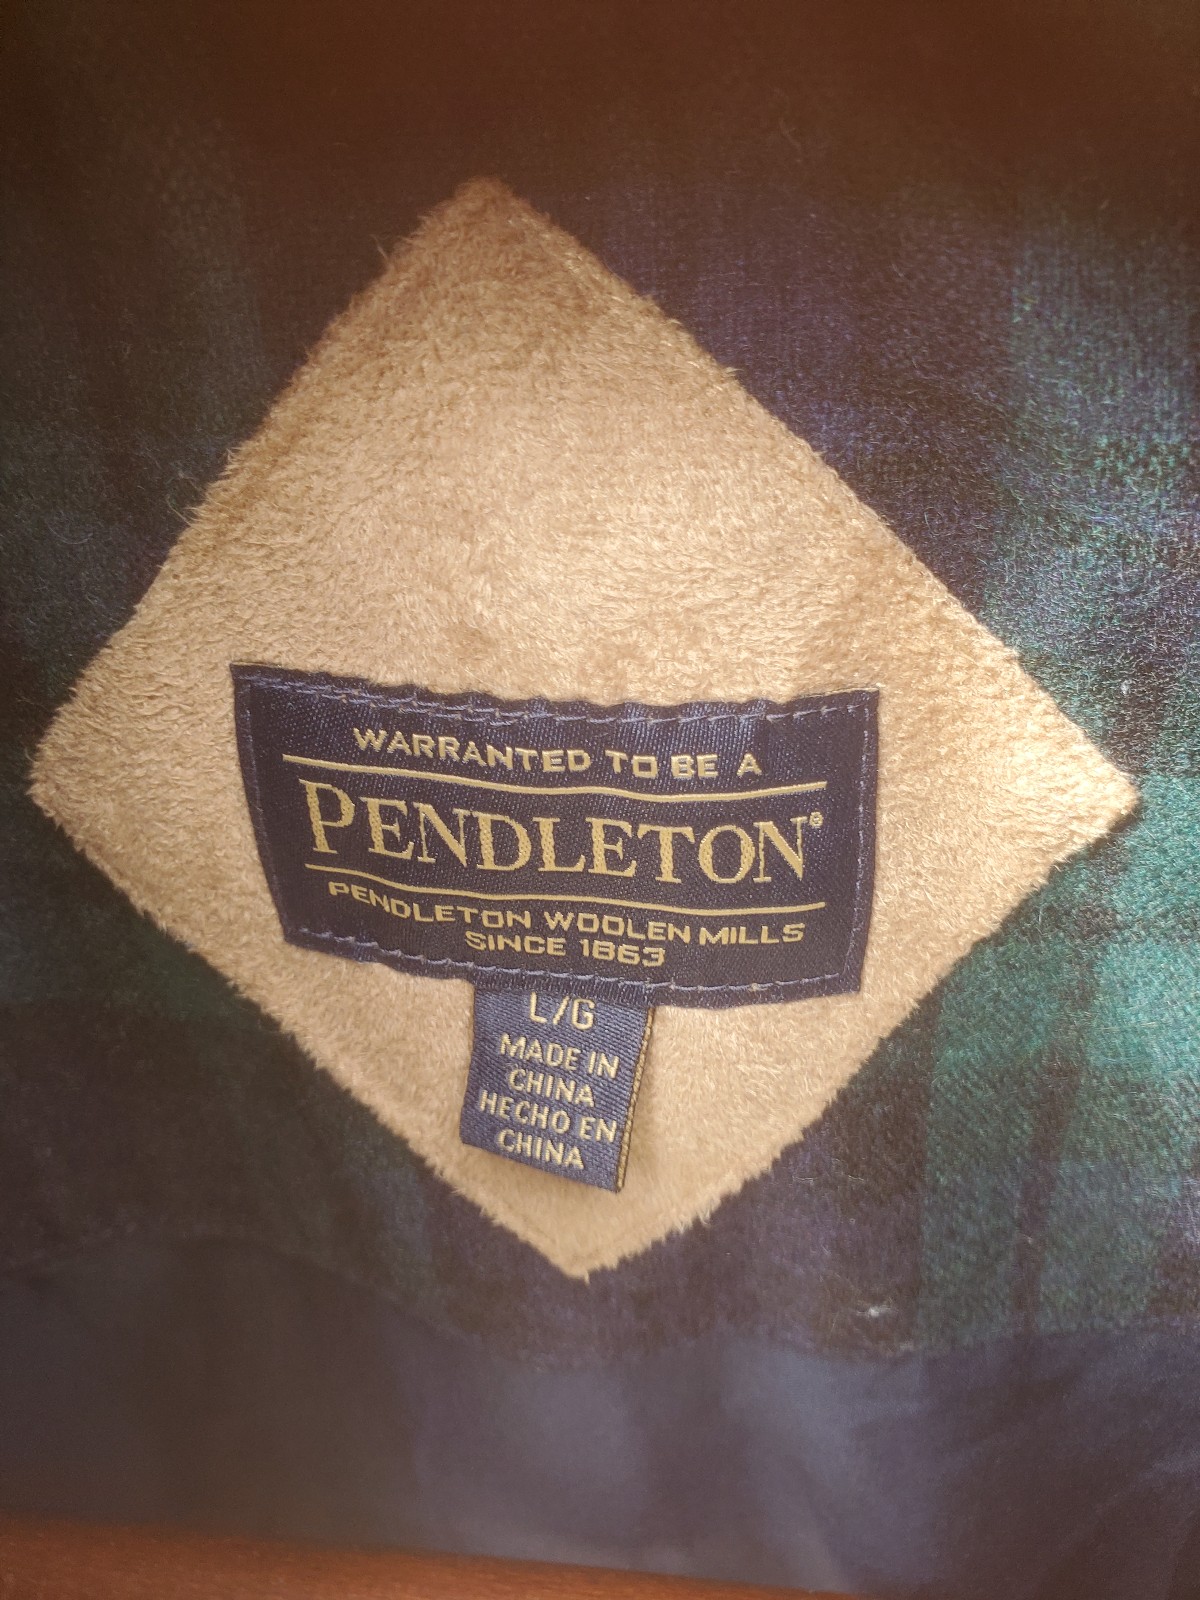 WARRANTED TO BE A
PENDLETON®
PENDLETON WOOLEN MILLS
SINCE 1863
L/G
MADE IN
CHINA
HECHO EN
CHINA